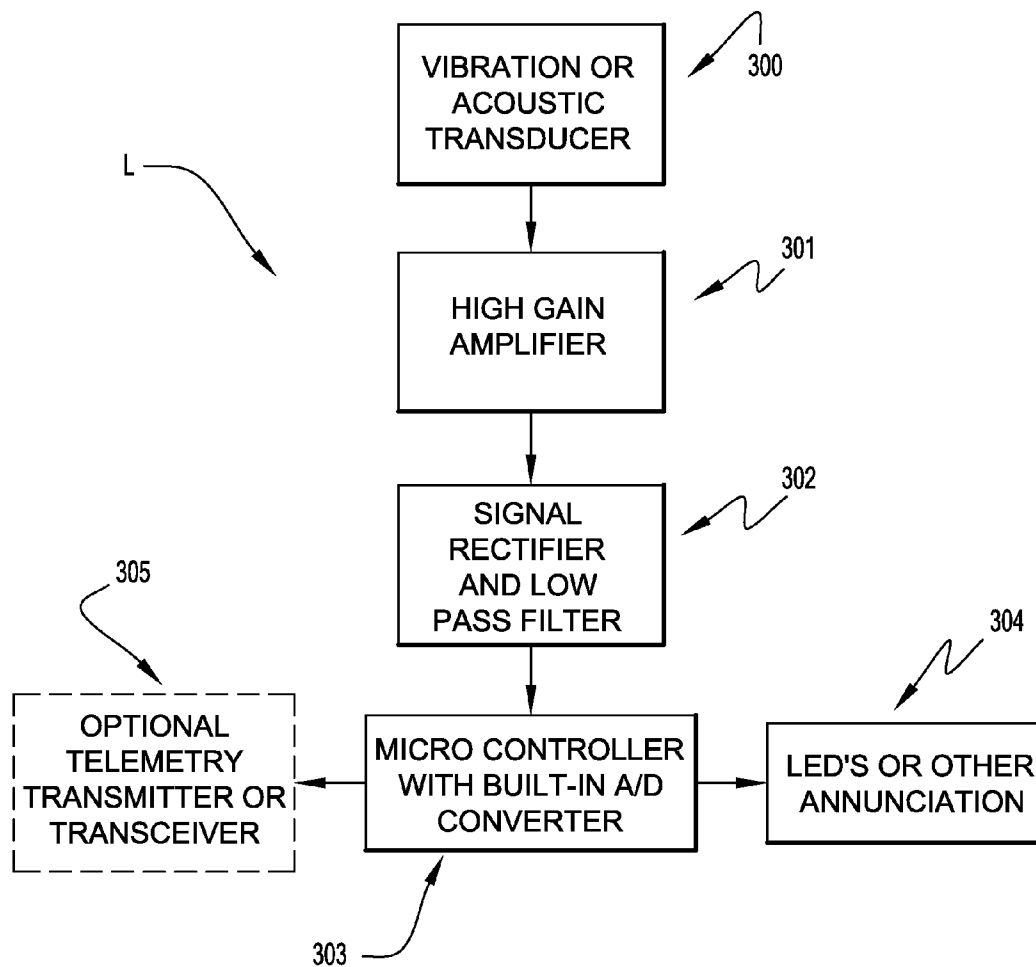 VIBRATION OR
ACOUSTIC
TRANSDUCER
300
L
HIGH GAIN
AMPLIFIER
301
SIGNAL
RECTIFIER
AND LOW
PASS FILTER
302
305
304
OPTIONAL
TELEMETRY
TRANSMITTER OR
TRANSCEIVER
MICRO CONTROLLER
WITH BUILT-IN A/D
CONVERTER
LED'S OR OTHER
ANNUNCIATION
303